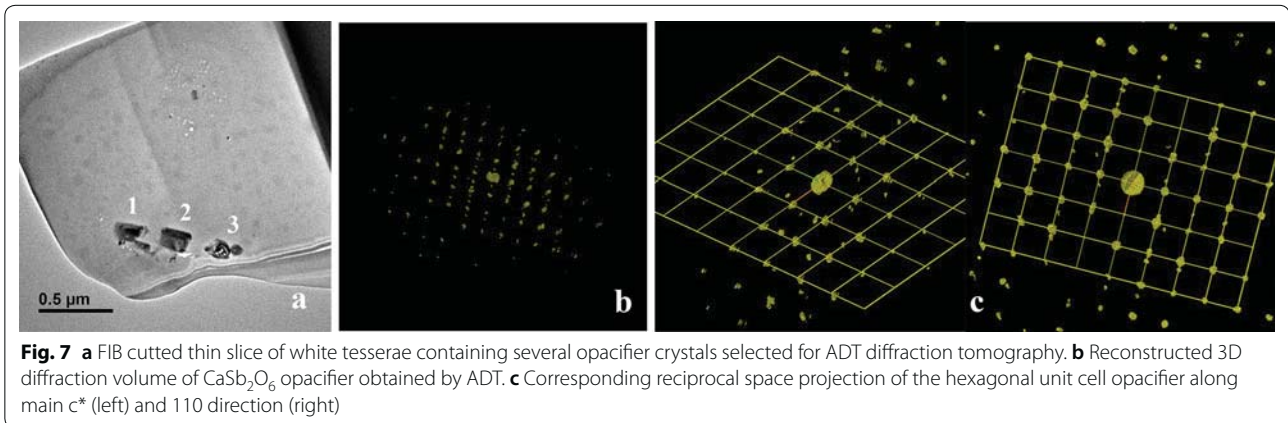 1
2
3
0.5 µm
a
b
c
Fig. 7 a FIB cutted thin slice of white tesserae containing several opacifier crystals selected for ADT diffraction tomography. b Reconstructed 3D
diffraction volume of CaSb₂O₆ opacifier obtained by ADT. c Corresponding reciprocal space projection of the hexagonal unit cell opacifier along
main c* (left) and 110 direction (right)